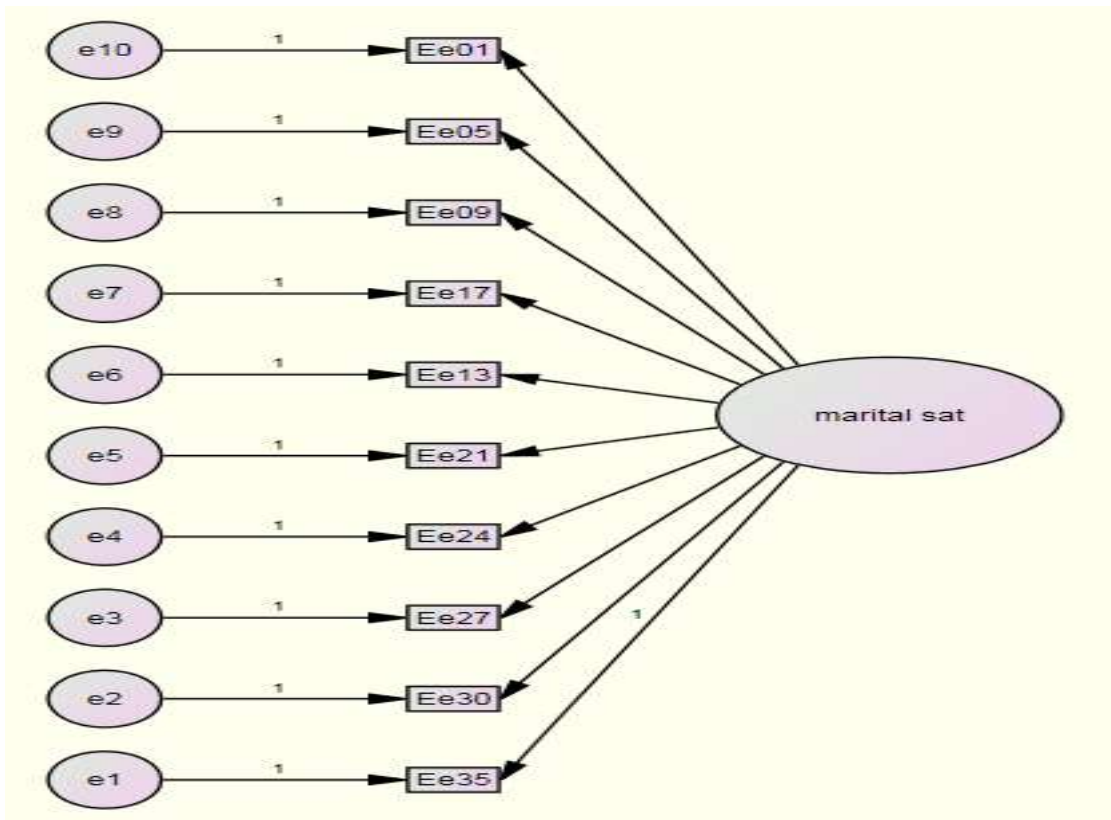 e10 1 Ee01
e9 1 Ee05
e8 1 Ee09
e7 1 Ee17
e6 1 Ee13
marital sat
e5 1 Ee21
e4 1 Ee24
e3 1 Ee27
1
e2 1 Ee30
e1 1 Ee35